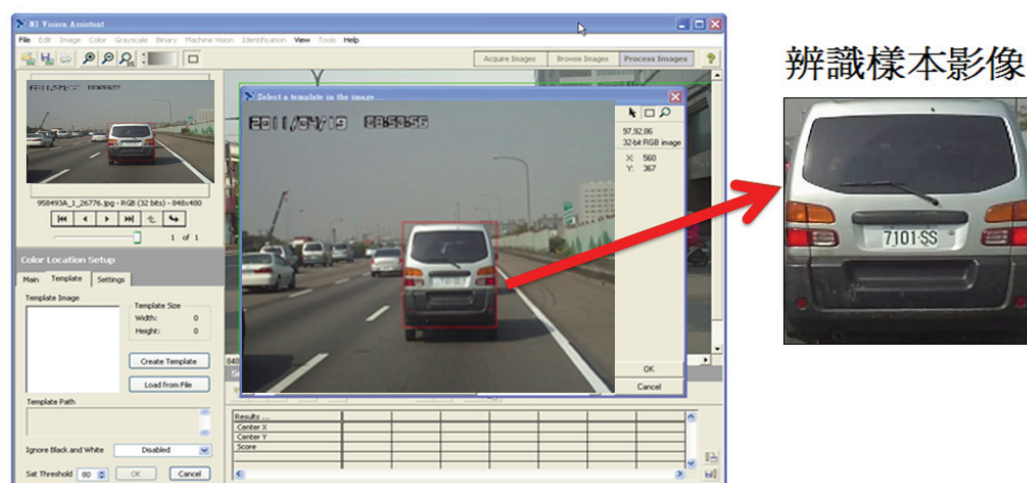 NI Vision Assistant
File Edit Image Color Grayscale Binary Machine Vision Identification View Tools Help
Acquire Images Browse Images Process Images
辨識樣本影像
Select a template in the image...
2011/04/19 08:50:56
97,92,86
32-bit RGB image
X: 560
Y: 367
7101-SS
958493A_1_26776.jpg - RGB (32 bits) - 848x480
1 of 1
Color Location Setup
Main Template Settings
Template Image
Template Size
Width: 0
Height: 0
Create Template
Load from File
OK
Cancel
Template Path
Results ...
Center X
Center Y
Score
Ignore Black and White Disabled
Sat Threshold 80 OK Cancel